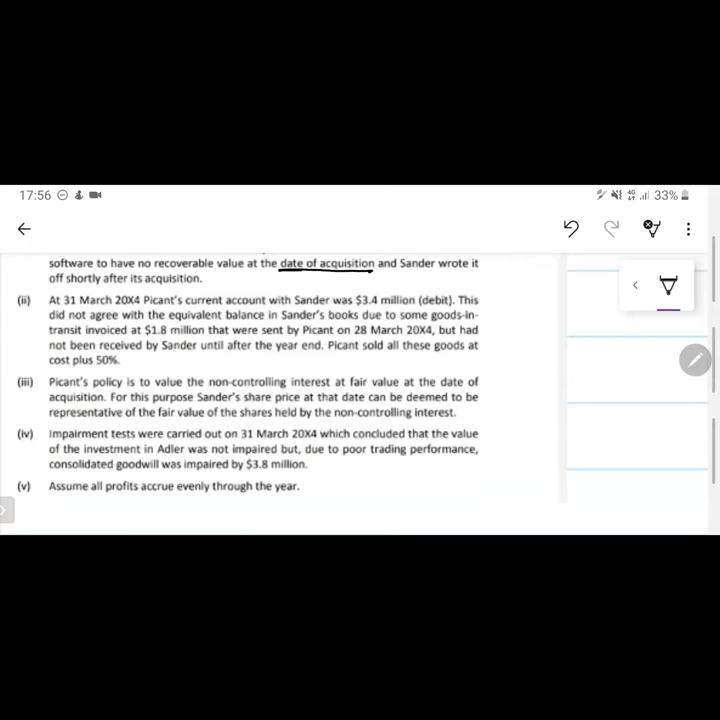 17:56 4G 33%
software to have no recoverable value at the date of acquisition and Sander wrote it
off shortly after its acquisition.
(ii) At 31 March 20X4 Picant's current account with Sander was $3.4 million (debit). This
did not agree with the equivalent balance in Sander's books due to some goods-in-
transit invoiced at $1.8 million that were sent by Picant on 28 March 20X4, but had
not been received by Sander until after the year end. Picant sold all these goods at
cost plus 50%.
(iii) Picant's policy is to value the non-controlling interest at fair value at the date of
acquisition. For this purpose Sander's share price at that date can be deemed to be
representative of the fair value of the shares held by the non-controlling interest.
(iv) Impairment tests were carried out on 31 March 20X4 which concluded that the value
of the investment in Adler was not impaired but, due to poor trading performance,
consolidated goodwill was impaired by $3.8 million.
(v) Assume all profits accrue evenly through the year.